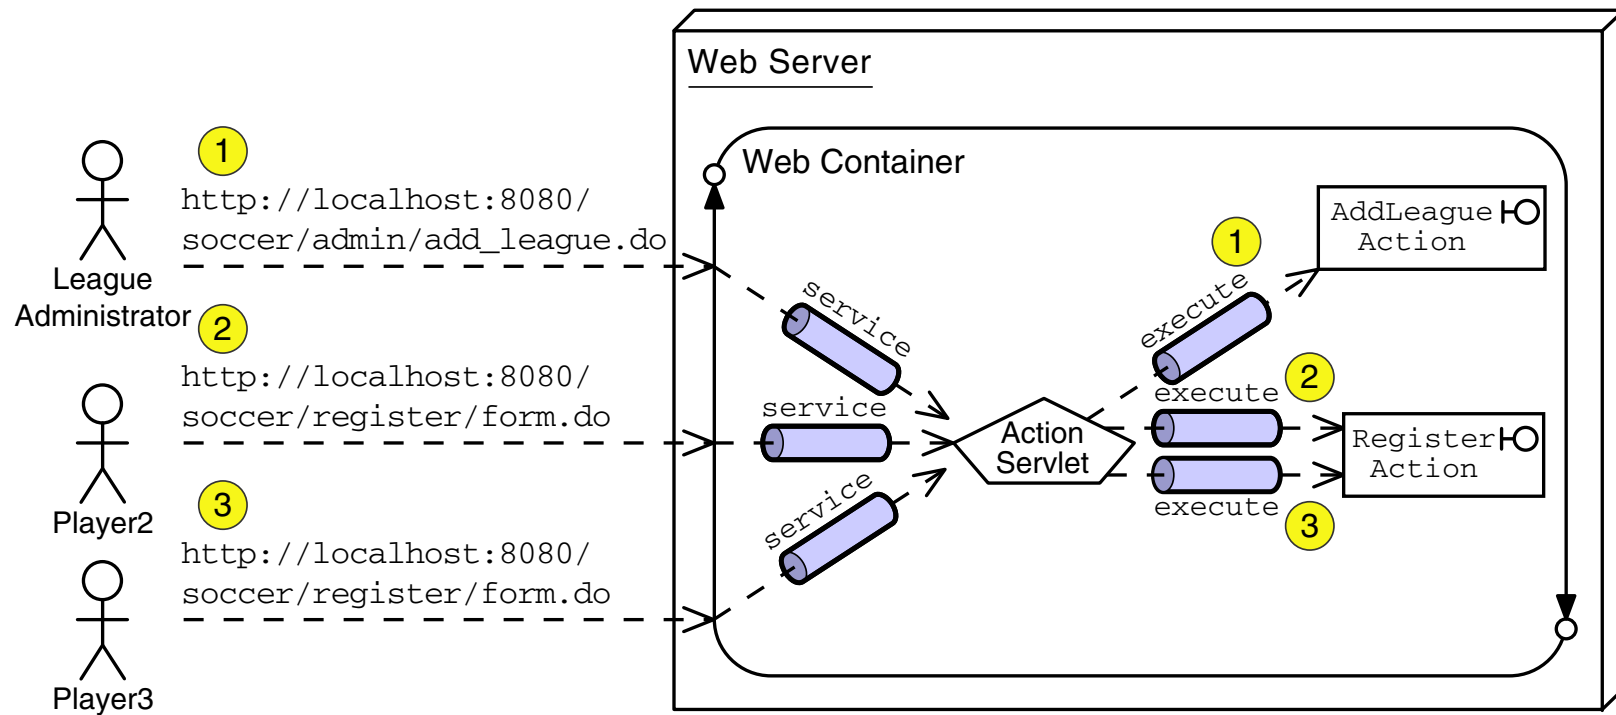 Web Server
Web Container
1
http://localhost:8080/
soccer/admin/add_league.do
League
Administrator
2
http://localhost:8080/
soccer/register/form.do
Player2
3
http://localhost:8080/
soccer/register/form.do
Player3
service
service
service
Action
Servlet
1
execute
AddLeague
Action
2
execute
Register
Action
execute
3